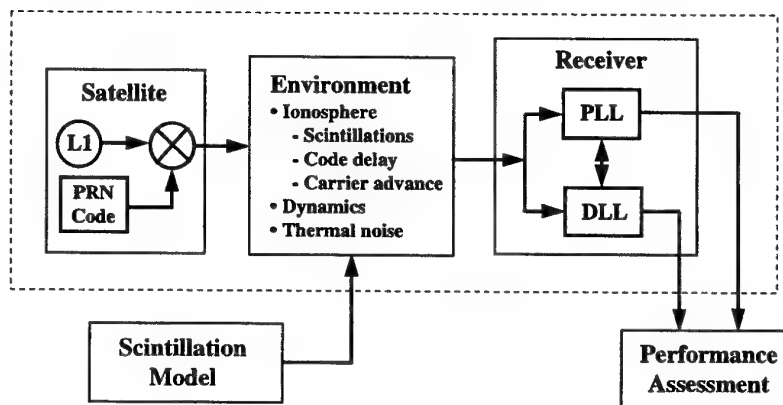 Satellite
L1
PRN
Code
Environment
• Ionosphere
- Scintillations
- Code delay
- Carrier advance
• Dynamics
• Thermal noise
Receiver
PLL
DLL
Scintillation
Model
Performance
Assessment